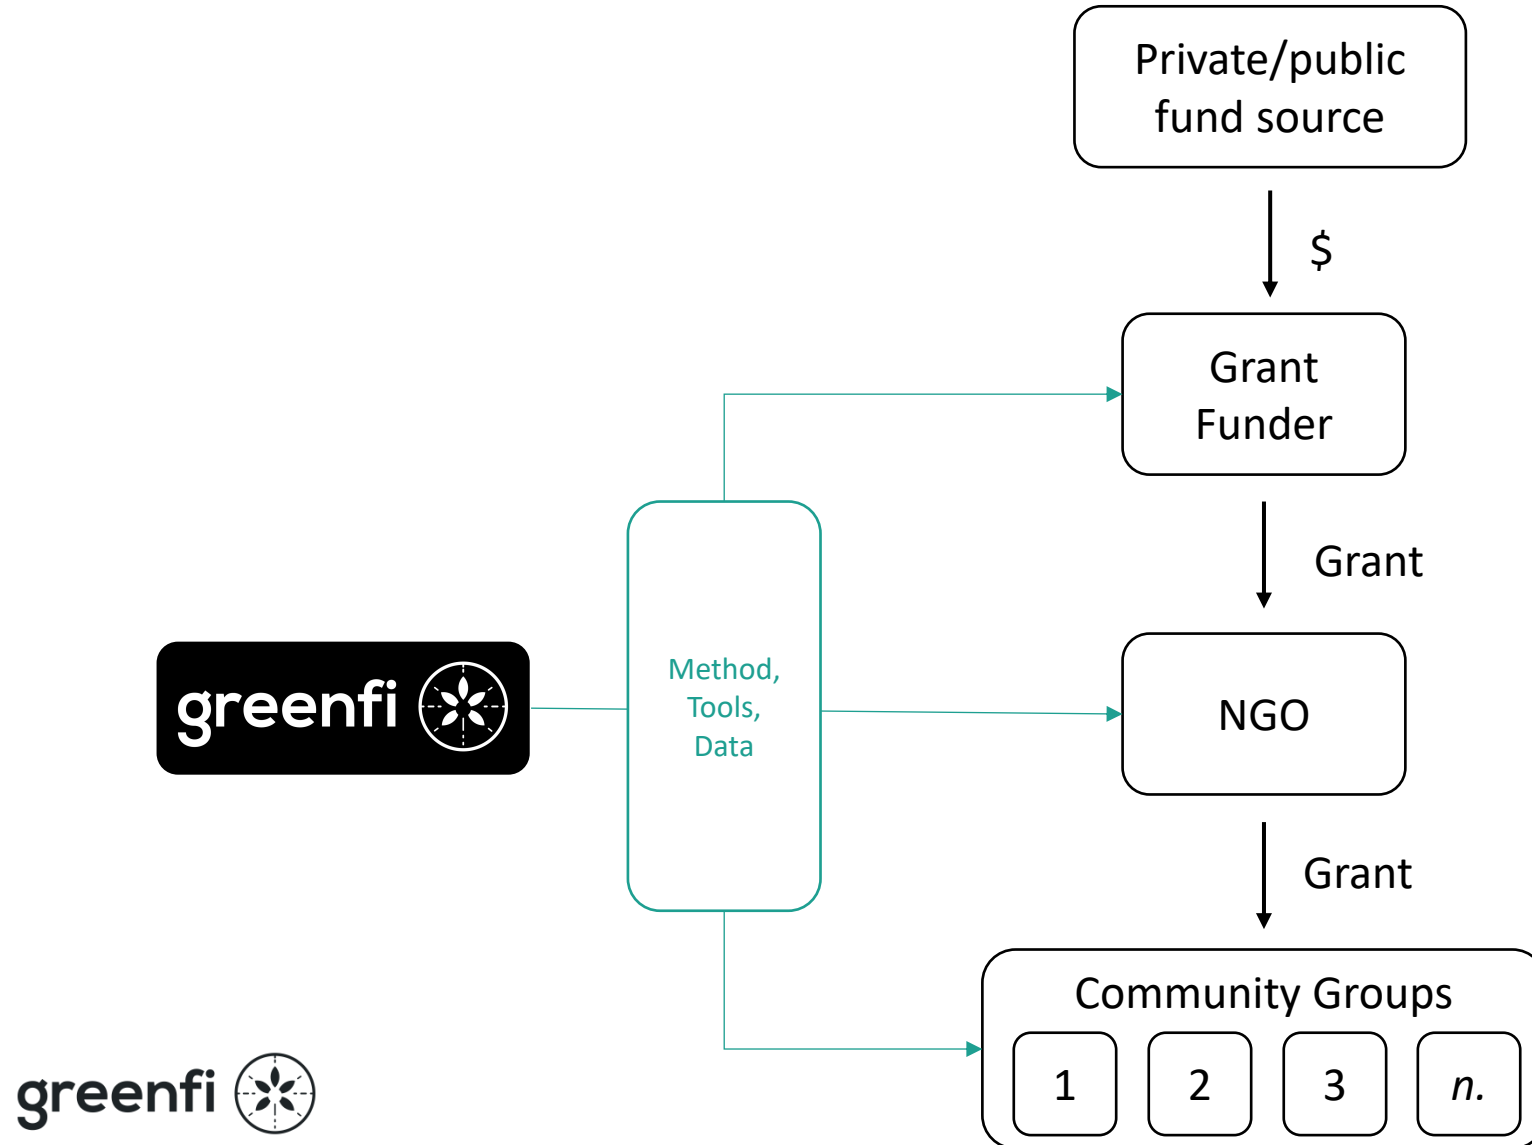 Private/public
fund source
$
Grant
Funder
Grant
Method,
Tools,
Data
greenfi
NGO
Grant
Community Groups
1 2 3 n.
greenfi